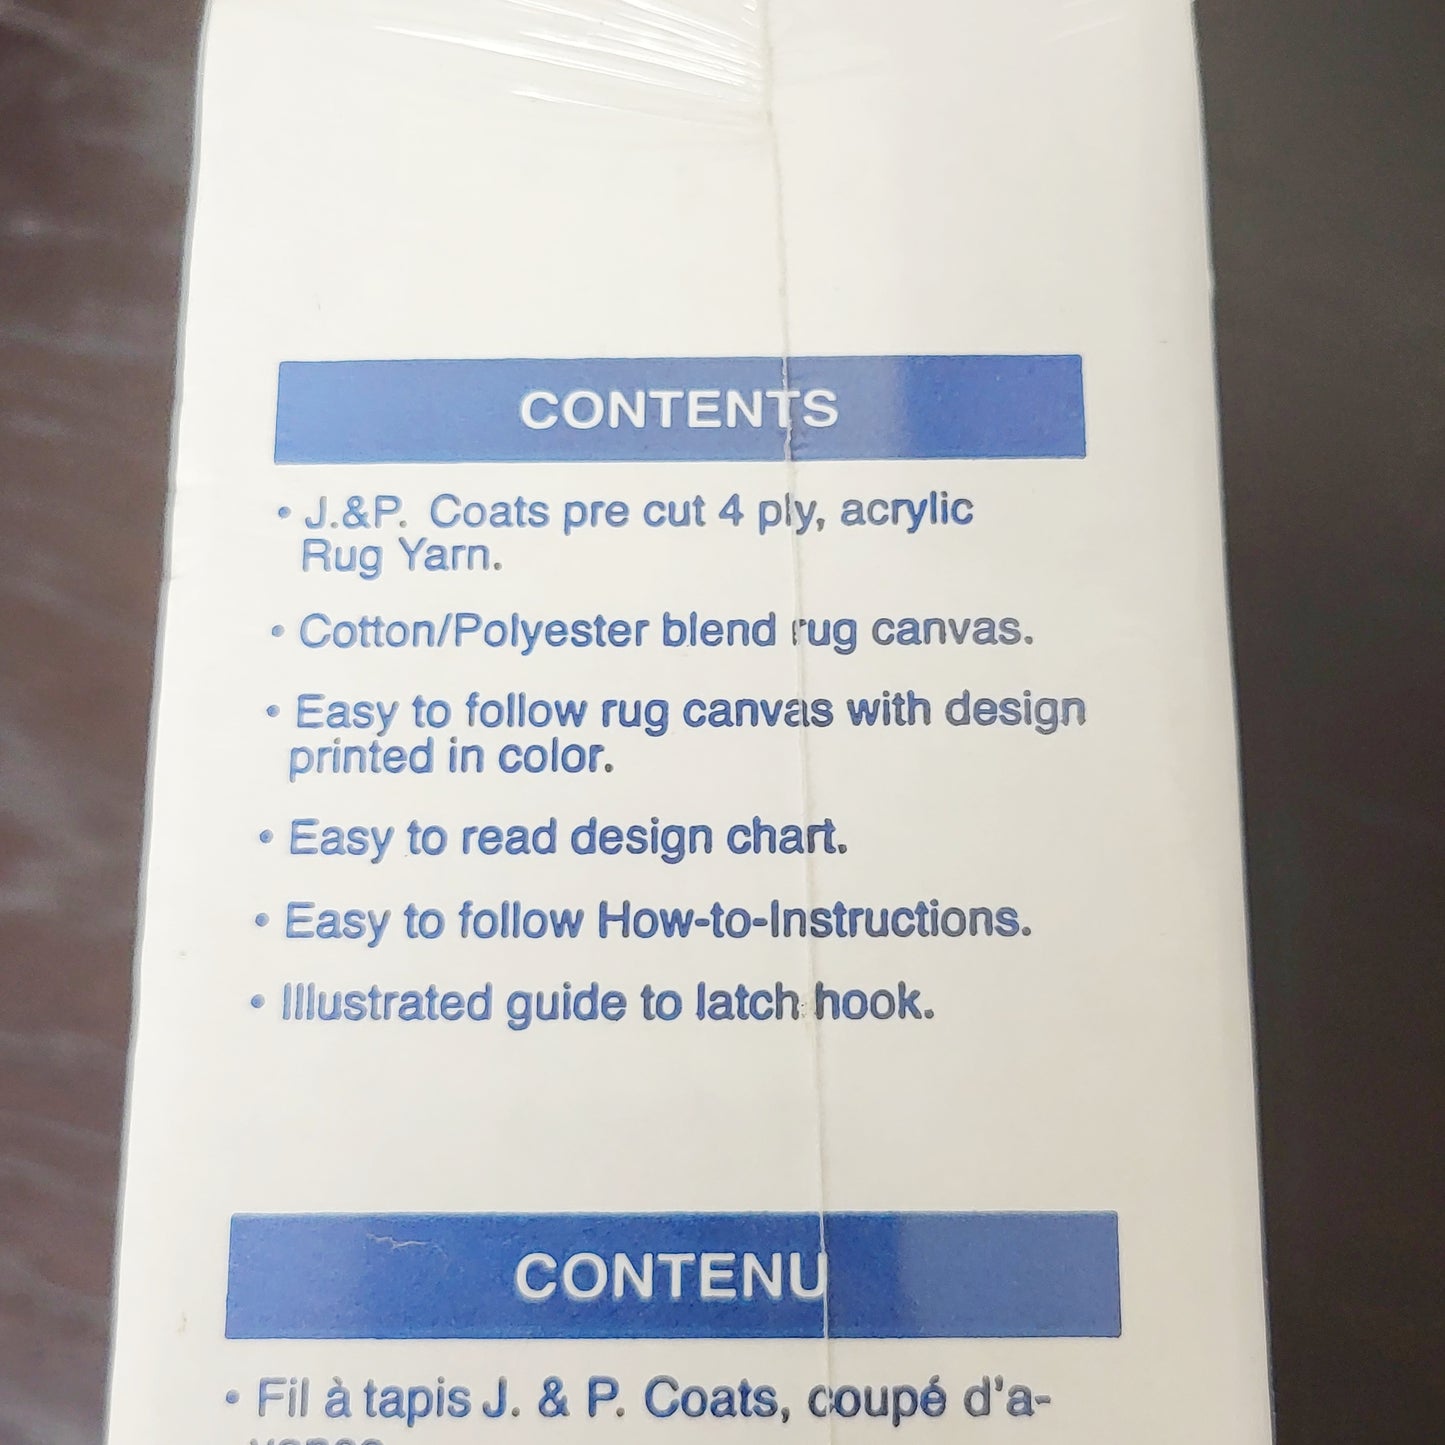 CONTENTS
• J.&P. Coats pre cut 4 ply, acrylic
Rug Yarn.
• Cotton/Polyester blend rug canvas.
• Easy to follow rug canvas with design
printed in color.
• Easy to read design chart.
• Easy to follow How-to-Instructions.
• Illustrated guide to latch hook.
CONTENU
• Fil à tapis J. & P. Coats, coupé d'a-